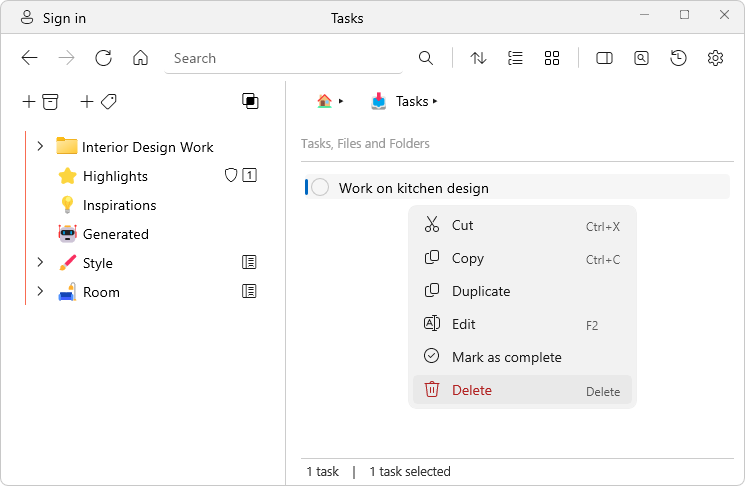 Sign in
Tasks
Search
Tasks
Tasks, Files and Folders
Interior Design Work
Highlights
1
Inspirations
Generated
Style
Room
Work on kitchen design
Cut Ctrl+X
Copy Ctrl+C
Duplicate
Edit F2
Mark as complete
Delete Delete
1 task | 1 task selected